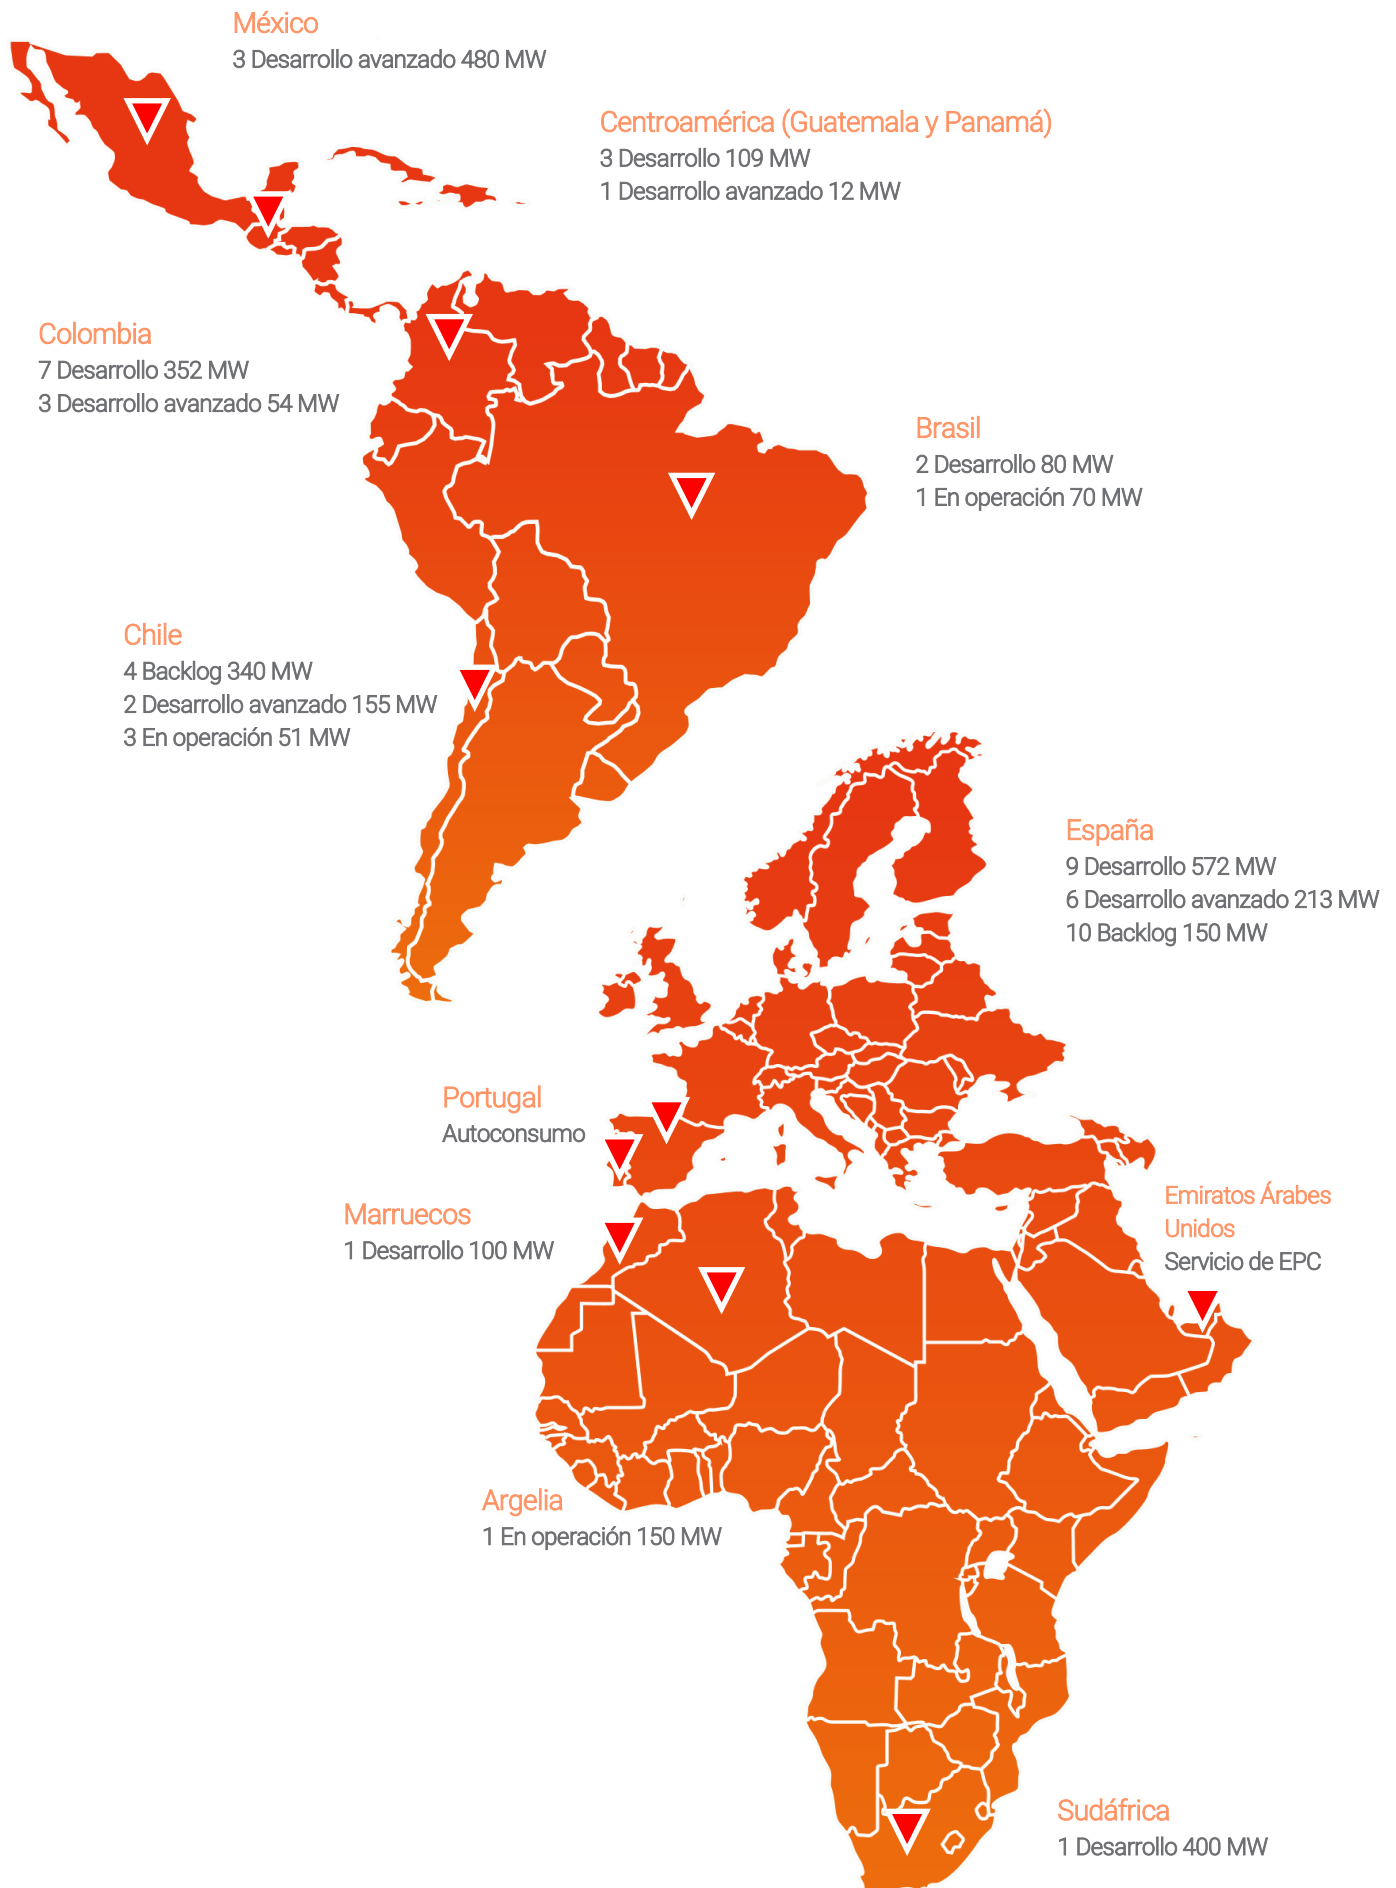 México
3 Desarrollo avanzado 480 MW
Centroamérica (Guatemala y Panamá)
3 Desarrollo 109 MW
1 Desarrollo avanzado 12 MW
Colombia
7 Desarrollo 352 MW
3 Desarrollo avanzado 54 MW
Brasil
2 Desarrollo 80 MW
1 En operación 70 MW
Chile
4 Backlog 340 MW
2 Desarrollo avanzado 155 MW
3 En operación 51 MW
España
9 Desarrollo 572 MW
6 Desarrollo avanzado 213 MW
10 Backlog 150 MW
Portugal
Autoconsumo
Marruecos
1 Desarrollo 100 MW
Emiratos Árabes
Unidos
Servicio de EPC
Argelia
1 En operación 150 MW
Sudáfrica
1 Desarrollo 400 MW